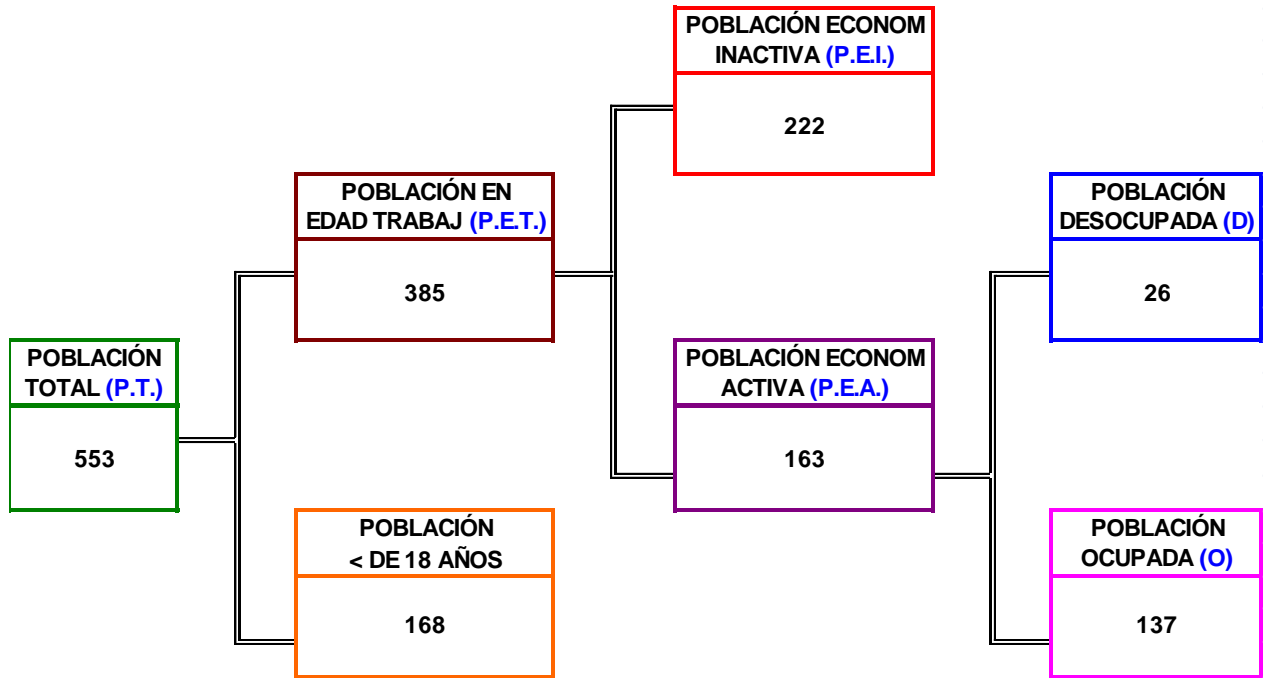 POBLACIÓN ECONOM
INACTIVA (P.E.I.)
222
POBLACIÓN EN
EDAD TRABAJ (P.E.T.)
385
POBLACIÓN
DESOCUPADA (D)
26
POBLACIÓN
TOTAL (P.T.)
553
POBLACIÓN ECONOM
ACTIVA (P.E.A.)
163
POBLACIÓN
< DE 18 AÑOS
168
POBLACIÓN
OCUPADA (O)
137